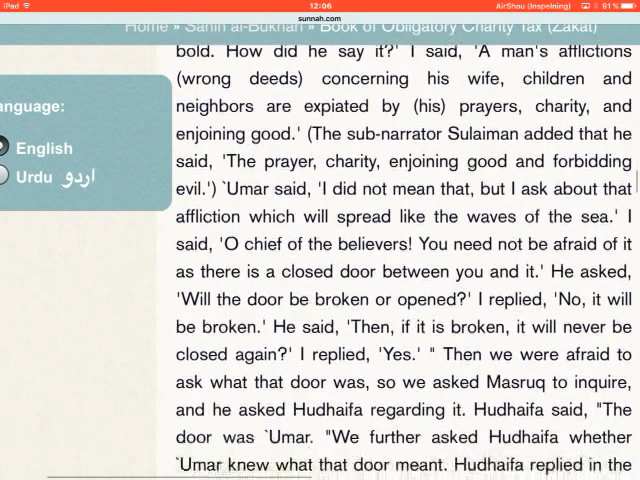 iPad 12:06 AirShou (Inspelning) 91 %
sunnah.com
Home » Sahih al-Bukhari » Book of Obligatory Charity Tax (Zakat)
bold. How did he say it?' I said, 'A man's afflictions
(wrong deeds) concerning his wife, children and
neighbors are expiated by (his) prayers, charity, and
enjoining good.' (The sub-narrator Sulaiman added that he
said, 'The prayer, charity, enjoining good and forbidding
evil.') `Umar said, 'I did not mean that, but I ask about that
affliction which will spread like the waves of the sea.' I
said, 'O chief of the believers! You need not be afraid of it
as there is a closed door between you and it.' He asked,
'Will the door be broken or opened?' I replied, 'No, it will
be broken.' He said, 'Then, if it is broken, it will never be
closed again?' I replied, 'Yes.' " Then we were afraid to
ask what that door was, so we asked Masruq to inquire,
and he asked Hudhaifa regarding it. Hudhaifa said, "The
door was `Umar. "We further asked Hudhaifa whether
`Umar knew what that door meant. Hudhaifa replied in the
anguage:
English
Urdu اردو